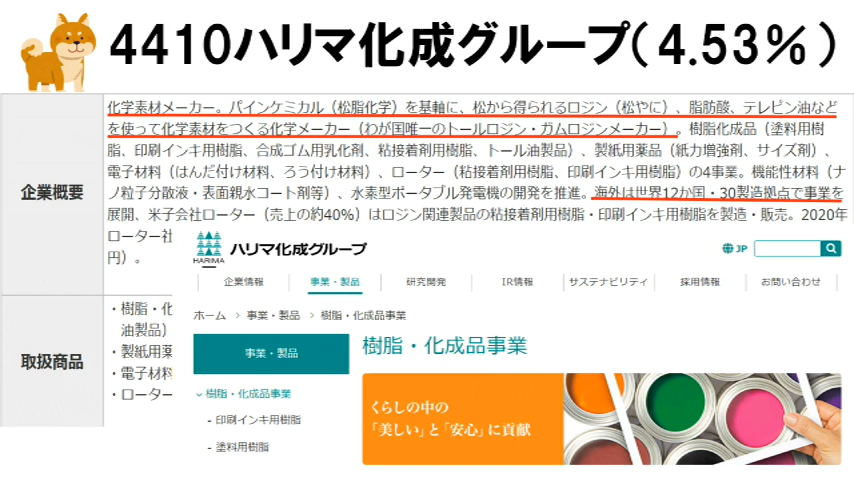 4410ハリマ化成グループ(4.53%)
企業概要
化学素材メーカー。パインケミカル（松脂化学）を基軸に、松から得られるロジン（松やに）、脂肪酸、テレピン油など
を使って化学素材をつくる化学メーカー（わが国唯一のトールロジン・ガムロジンメーカー）。樹脂化成品（塗料用樹
脂、印刷インキ用樹脂、合成ゴム用乳化剤、粘接着剤用樹脂、トール油製品）、製紙用薬品（紙力増強剤、サイズ剤）、
電子材料（はんだ付け材料、ろう付け材料）、ローター（粘接着剤用樹脂、印刷インキ用樹脂）の4事業。機能性材料（ナ
ノ粒子分散液・表面親水コート剤等）、水素型ポータブル発電機の開発を推進。海外は世界12か国・30製造拠点で事業を
展開、米子会社ローター（売上の約40%）はロジン関連製品の粘接着剤用樹脂・印刷インキ用樹脂を製造・販売。2020年
ローター社
円）。
取扱商品
・樹脂・化
油製品）
・製紙用薬
・電子材料
・ローター
HARIMA
ハリマ化成グループ
JP
企業情報
事業・製品
研究開発
IR情報
サステナビリティ
採用情報
お問い合わせ
ホーム > 事業・製品 > 樹脂・化成品事業
事業・製品
樹脂・化成品事業
樹脂・化成品事業
- 印刷インキ用樹脂
- 塗料用樹脂
くらしの中の
「美しい」と「安心」に貢献